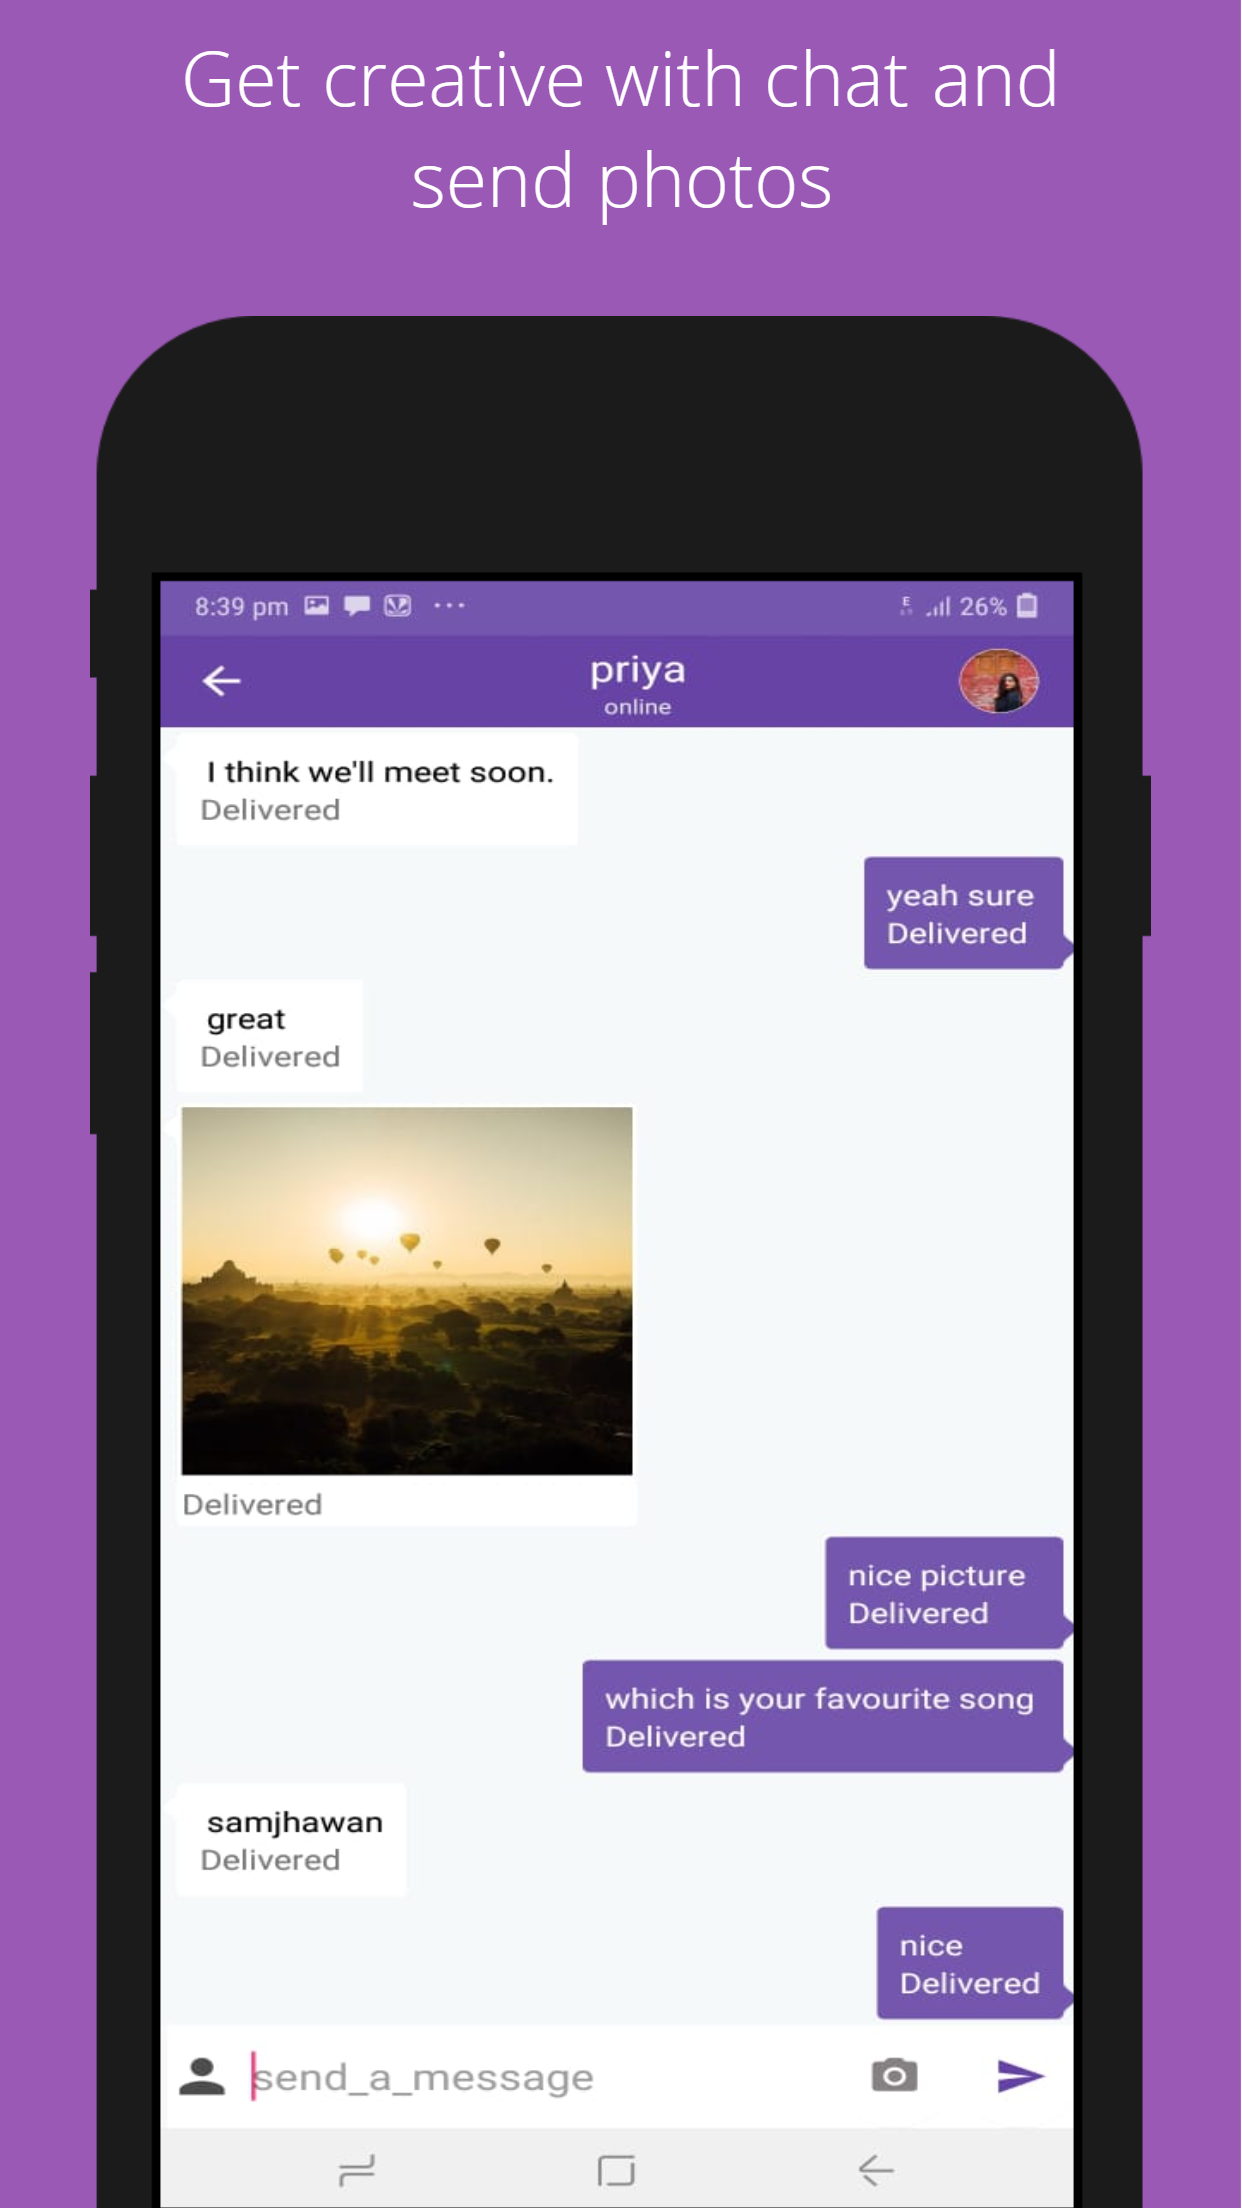 Get creative with chat and
send photos
8:39 pm
E
26%
priya
online
I think we'll meet soon.
Delivered
yeah sure
Delivered
great
Delivered
Delivered
nice picture
Delivered
which is your favourite song
Delivered
samjhawan
Delivered
nice
Delivered
send_a_message